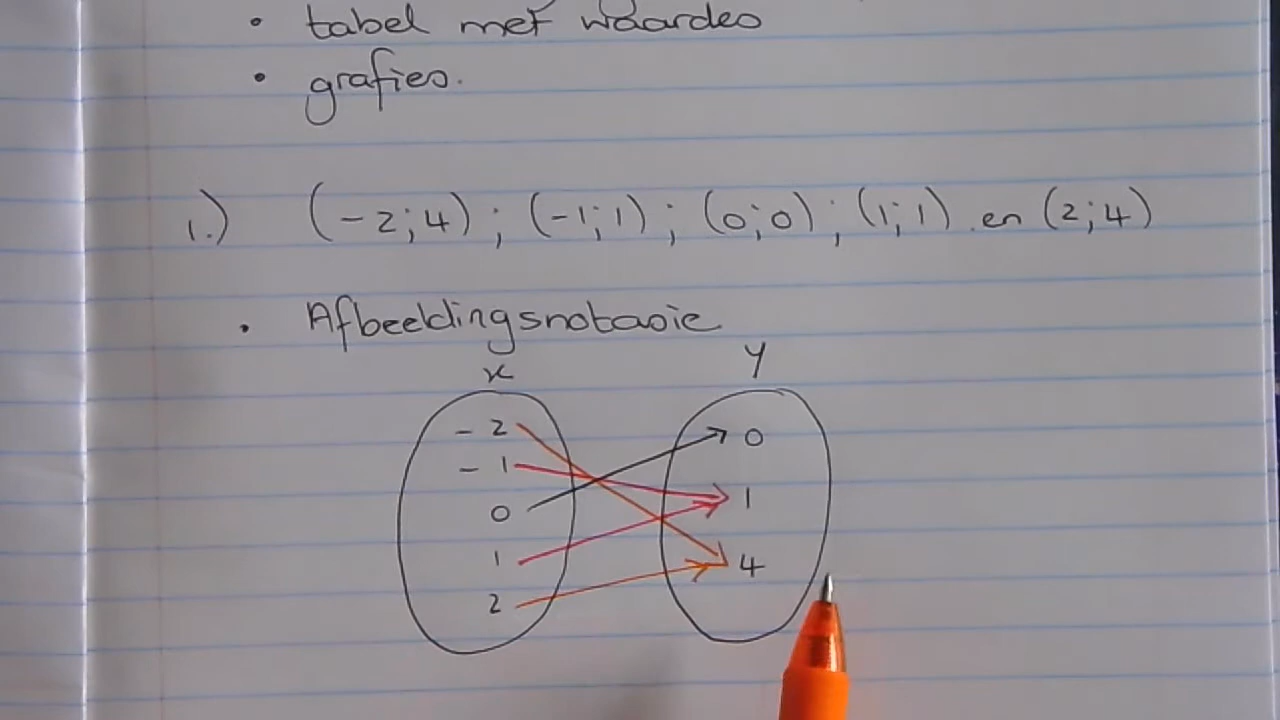 • tabel met waardes
• grafies.
1.) (-2;4) ; (-1;1) ; (0;0) ; (1;1) en (2;4)
• Afbeeldingsnotasie
x y
-2 0
-1 1
0 4
1
2